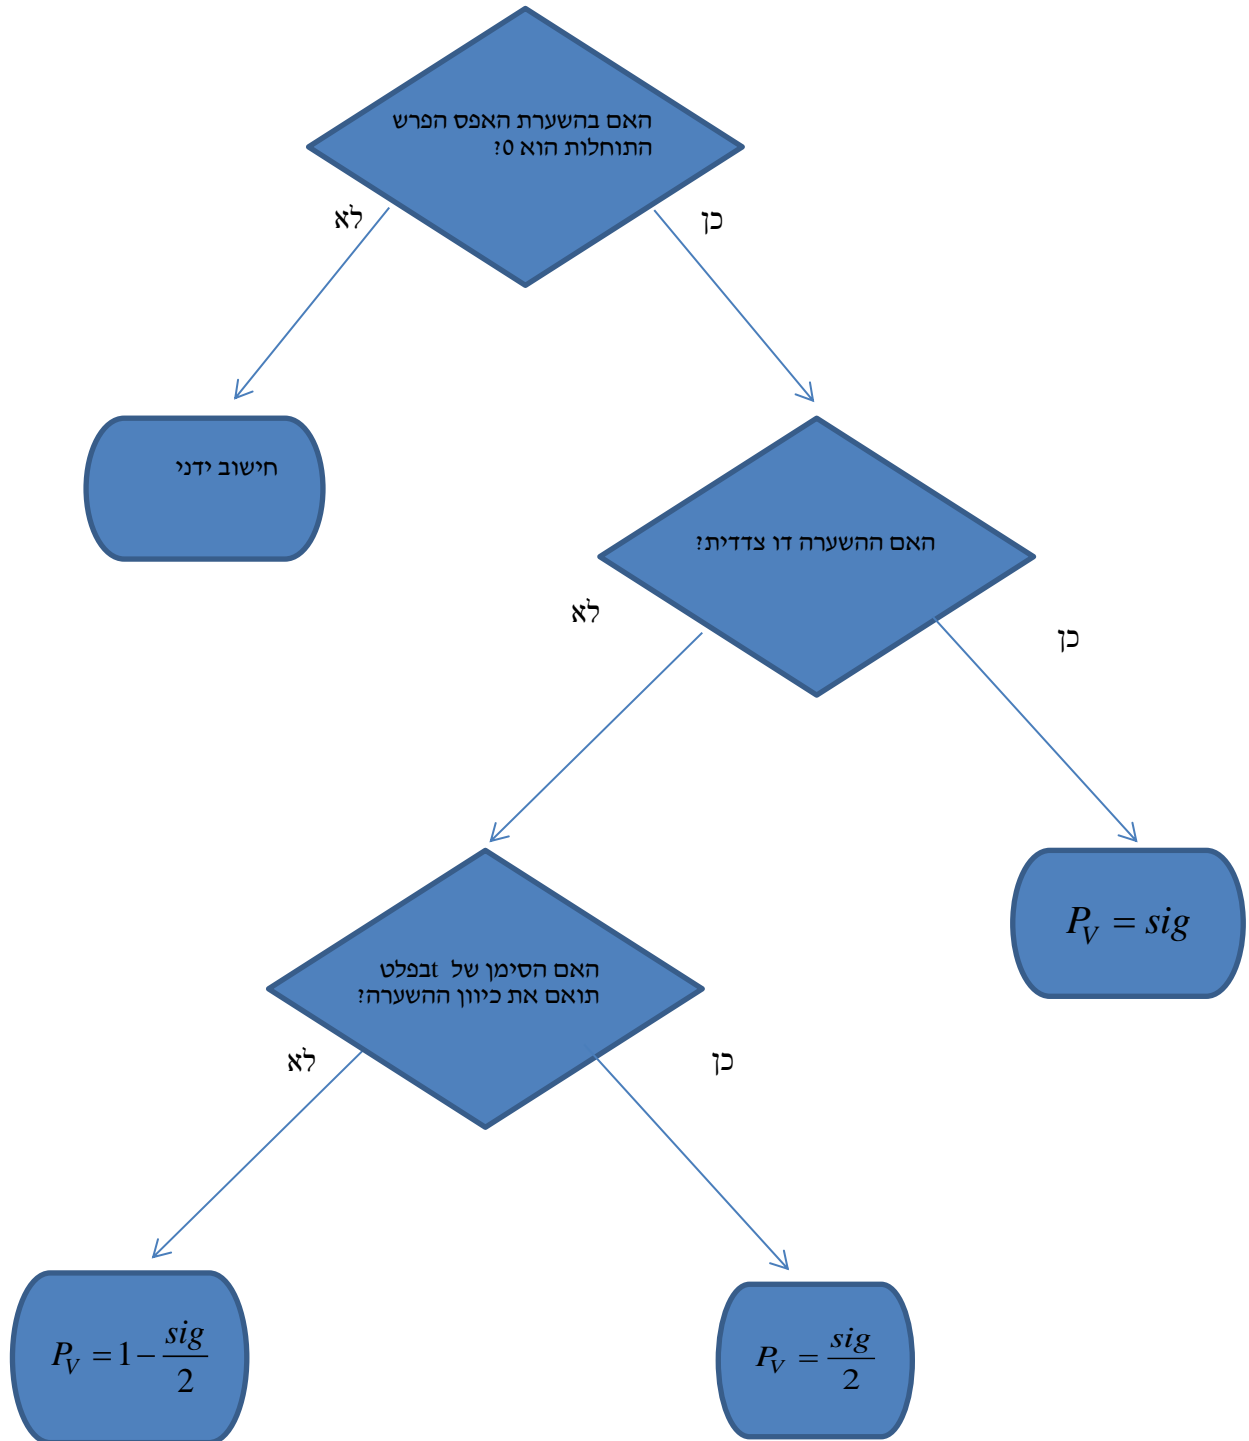 האם בהשערת האפס הפרש
התוחלות הוא 0?
לא
כן
חישוב ידני
האם ההשערה דו צדדית?
לא
כן
P_V = sig
האם הסימן של tבפלט
תואם את כיוון ההשערה?
לא
כן
P_V = 1 - sig/2
P_V = sig/2